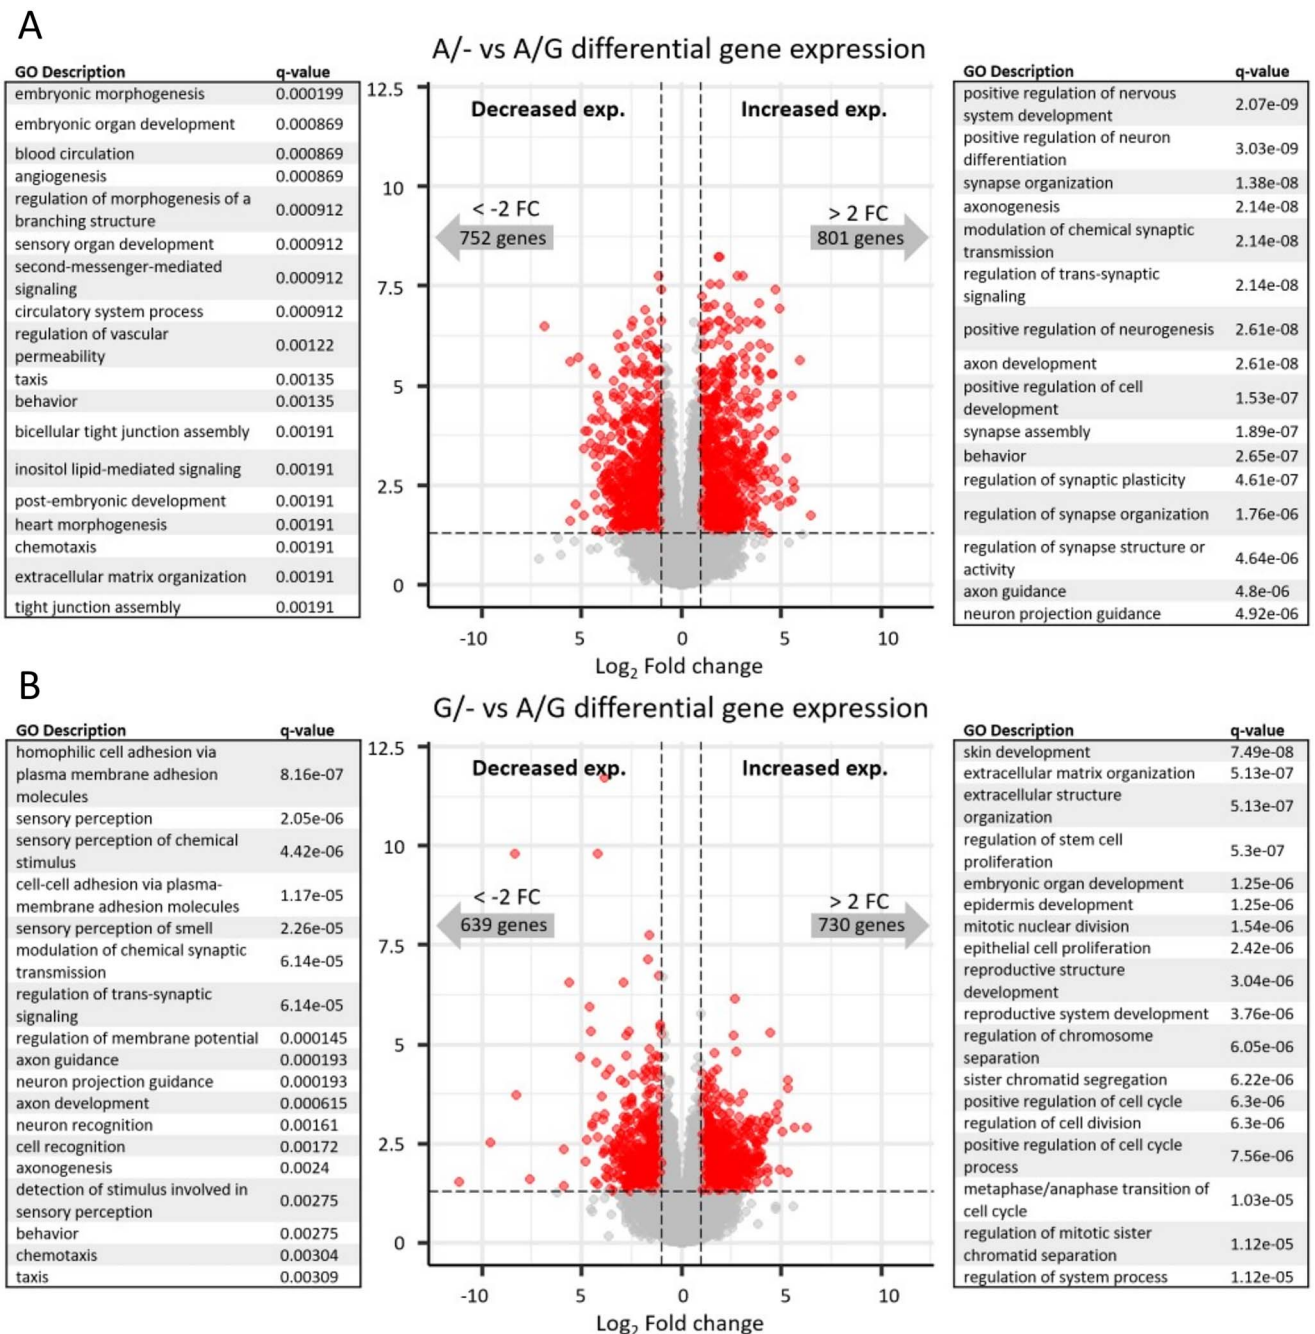 A
A/- vs A/G differential gene expression
GO Description q-value
embryonic morphogenesis 0.000199
embryonic organ development 0.000869
blood circulation 0.000869
angiogenesis 0.000869
regulation of morphogenesis of a
branching structure 0.000912
sensory organ development 0.000912
second-messenger-mediated
signaling 0.000912
circulatory system process 0.000912
regulation of vascular
permeability 0.00122
taxis 0.00135
behavior 0.00135
bicellular tight junction assembly 0.00191
inositol lipid-mediated signaling 0.00191
post-embryonic development 0.00191
heart morphogenesis 0.00191
chemotaxis 0.00191
extracellular matrix organization 0.00191
tight junction assembly 0.00191
12.5
10
7.5
5
2.5
0
Decreased exp. Increased exp.
< -2 FC
752 genes
> 2 FC
801 genes
-10 5 0 5 10
Log2 Fold change
GO Description q-value
positive regulation of nervous
system development 2.07e-09
positive regulation of neuron
differentiation 3.03e-09
synapse organization 1.38e-08
axonogenesis 2.14e-08
modulation of chemical synaptic
transmission 2.14e-08
regulation of trans-synaptic
signaling 2.14e-08
positive regulation of neurogenesis 2.61e-08
axon development 2.61e-08
positive regulation of cell
development 1.53e-07
synapse assembly 1.89e-07
behavior 2.65e-07
regulation of synaptic plasticity 4.61e-07
regulation of synapse organization 1.76e-06
regulation of synapse structure or
activity 4.64e-06
axon guidance 4.8e-06
neuron projection guidance 4.92e-06
B
G/- vs A/G differential gene expression
GO Description q-value
homophilic cell adhesion via
plasma membrane adhesion 8.16e-07
molecules
sensory perception 2.05e-06
sensory perception of chemical
stimulus 4.42e-06
cell-cell adhesion via plasma-
membrane adhesion molecules 1.17e-05
sensory perception of smell 2.26e-05
modulation of chemical synaptic
transmission 6.14e-05
regulation of trans-synaptic
signaling 6.14e-05
regulation of membrane potential 0.000145
axon guidance 0.000193
neuron projection guidance 0.000193
axon development 0.000615
neuron recognition 0.00161
cell recognition 0.00172
axonogenesis 0.0024
detection of stimulus involved in
sensory perception 0.00275
behavior 0.00275
chemotaxis 0.00304
taxis 0.00309
12.5
10
7.5
5
2.5
0
Decreased exp. Increased exp.
< -2 FC
639 genes
> 2 FC
730 genes
-10 5 0 5 10
Log2 Fold change
GO Description q-value
skin development 7.49e-08
extracellular matrix organization 5.13e-07
extracellular structure
organization 5.13e-07
regulation of stem cell
proliferation 5.3e-07
embryonic organ development 1.25e-06
epidermis development 1.25e-06
mitotic nuclear division 1.54e-06
epithelial cell proliferation 2.42e-06
reproductive structure
development 3.04e-06
reproductive system development 3.76e-06
regulation of chromosome
separation 6.05e-06
sister chromatid segregation 6.22e-06
positive regulation of cell cycle 6.3e-06
regulation of cell division 6.3e-06
positive regulation of cell cycle
process 7.56e-06
metaphase/anaphase transition of
cell cycle 1.03e-05
regulation of mitotic sister
chromatid separation 1.12e-05
regulation of system process 1.12e-05